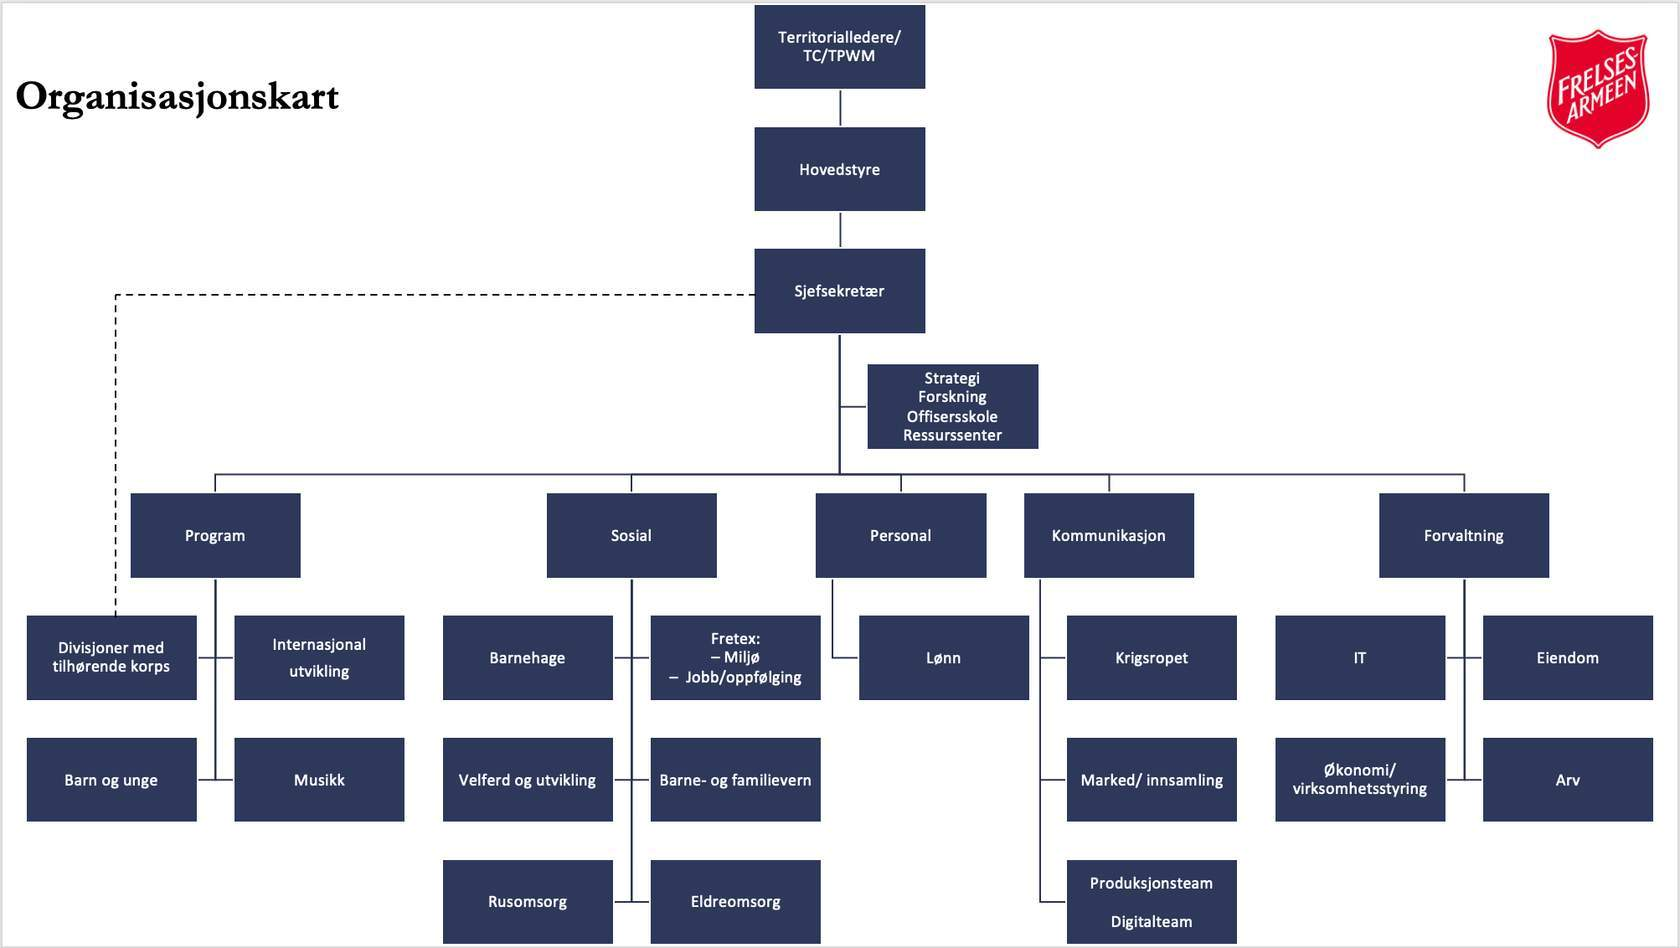 Territorialledere/
TC/TPWM
Organisasjonskart
FRELSES-
ARMEEN
Hovedstyre
Sjefsekretær
Strategi
Forskning
Offisersskole
Ressurssenter
Program
Sosial
Personal
Kommunikasjon
Forvaltning
Divisjoner med
tilhørende korps
Internasjonal
utvikling
Barnehage
Fretex:
– Miljø
– Jobb/oppfølging
Lønn
Krigsropet
IT
Eiendom
Barn og unge
Musikk
Velferd og utvikling
Barne- og familievern
Marked/ innsamling
Økonomi/
virksomhetsstyring
Arv
Rusomsorg
Eldreomsorg
Produksjonsteam
Digitalteam